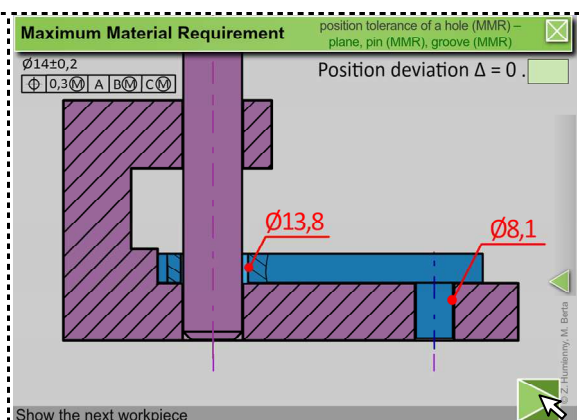 Maximum Material Requirement
position tolerance of a hole (MMR) –
plane, pin (MMR), groove (MMR)
Ø14±0,2
⌖ 0,3Ⓜ A BⓂ CⓂ
Position deviation Δ = 0 .
Ø13,8
Ø8,1
© Z. Humienny, M. Berta
Show the next workpiece